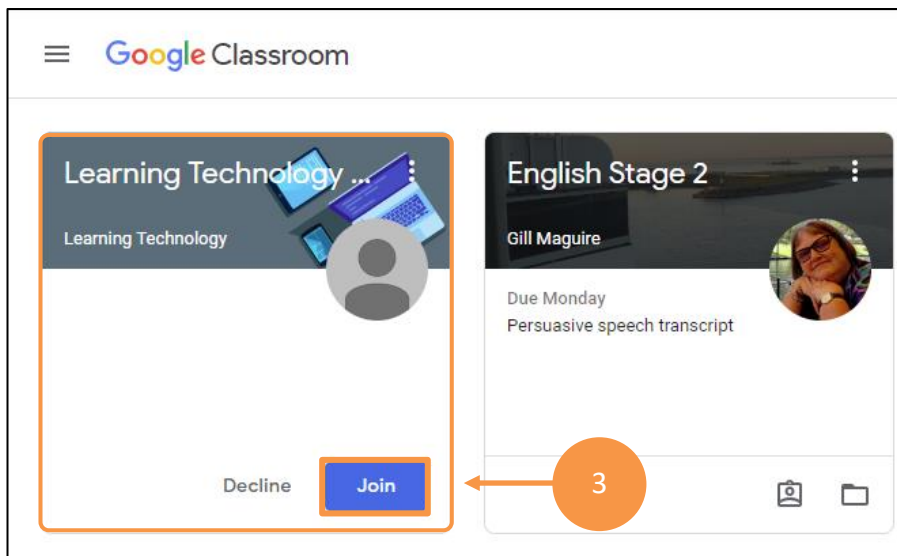 Google Classroom
Learning Technology ...
Learning Technology
Decline
Join
3
English Stage 2
Gill Maguire
Due Monday
Persuasive speech transcript